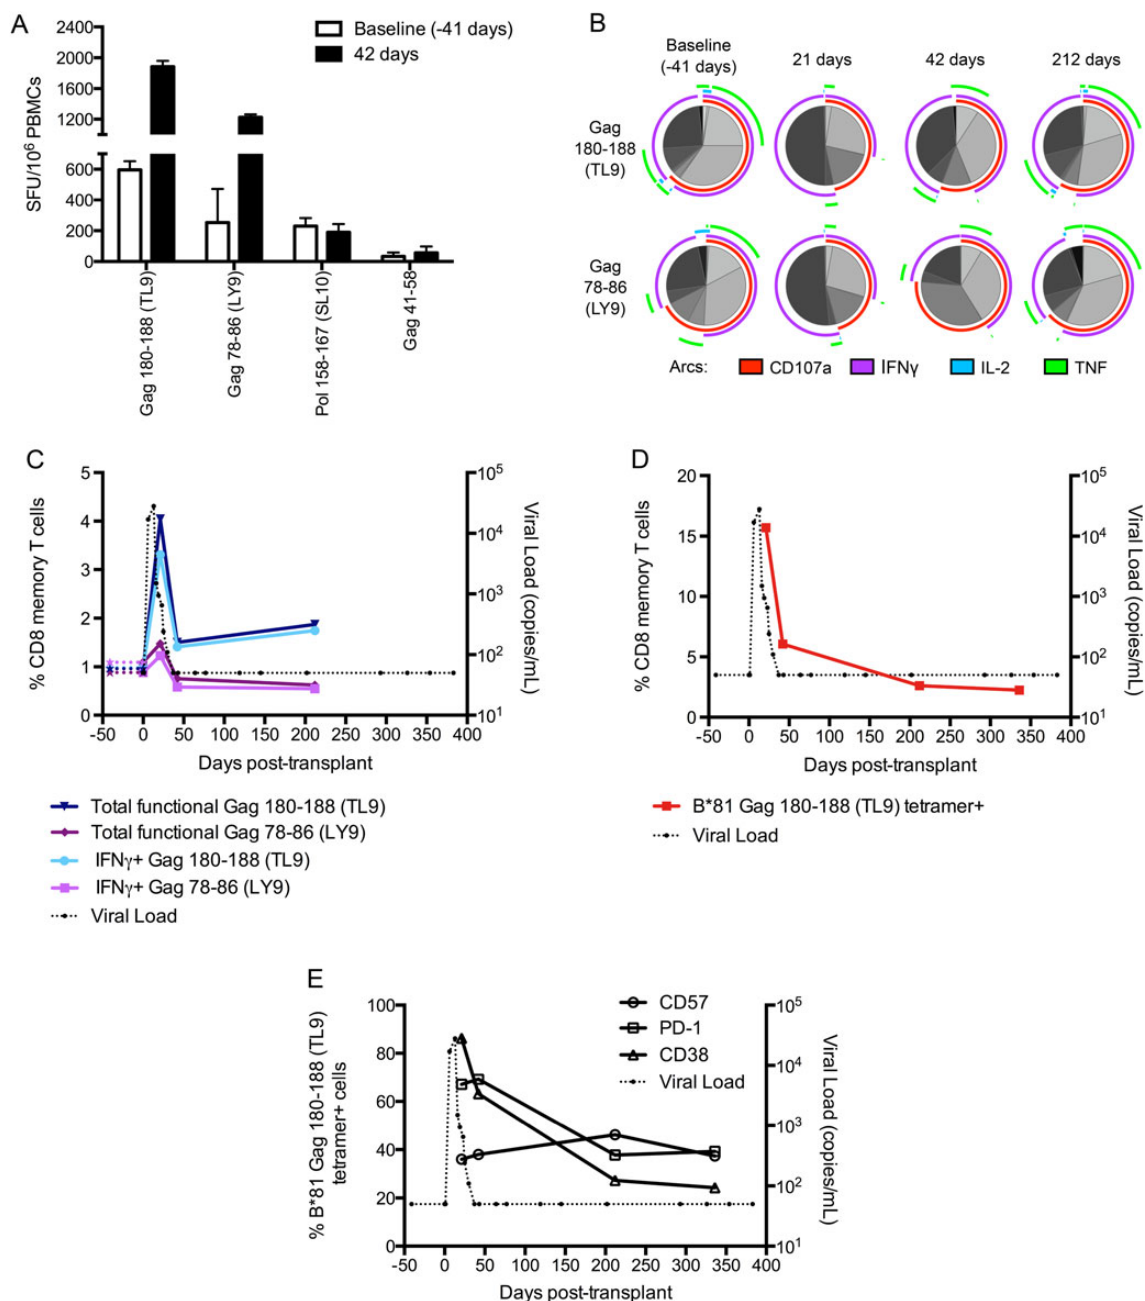 A
SFU/10⁶ PBMCs
2400
2000
1600
1200
600
400
200
0
Baseline (-41 days)
42 days
Gag 180-188 (TL9)
Gag 78-86 (LY9)
Pol 158-167 (SL10)
Gag 41-58
B
Baseline
(-41 days)
21 days
42 days
212 days
Gag
180-188
(TL9)
Gag
78-86
(LY9)
Arcs:
CD107a
IFNγ
IL-2
TNF
C
% CD8 memory T cells
5
4
3
2
1
0
-50 0 50 100 150 200 250 300 350 400
Days post-transplant
10⁵
10⁴
10³
10²
10¹
Viral Load (copies/mL)
Total functional Gag 180-188 (TL9)
Total functional Gag 78-86 (LY9)
IFNγ+ Gag 180-188 (TL9)
IFNγ+ Gag 78-86 (LY9)
Viral Load
D
% CD8 memory T cells
20
15
10
5
0
-50 0 50 100 150 200 250 300 350 400
Days post-transplant
10⁵
10⁴
10³
10²
10¹
Viral Load (copies/mL)
B*81 Gag 180-188 (TL9) tetramer+
Viral Load
E
% B*81 Gag 180-188 (TL9)
tetramer+ cells
100
80
60
40
20
0
CD57
PD-1
CD38
Viral Load
-50 0 50 100 150 200 250 300 350 400
Days post-transplant
10⁵
10⁴
10³
10²
10¹
Viral Load (copies/mL)